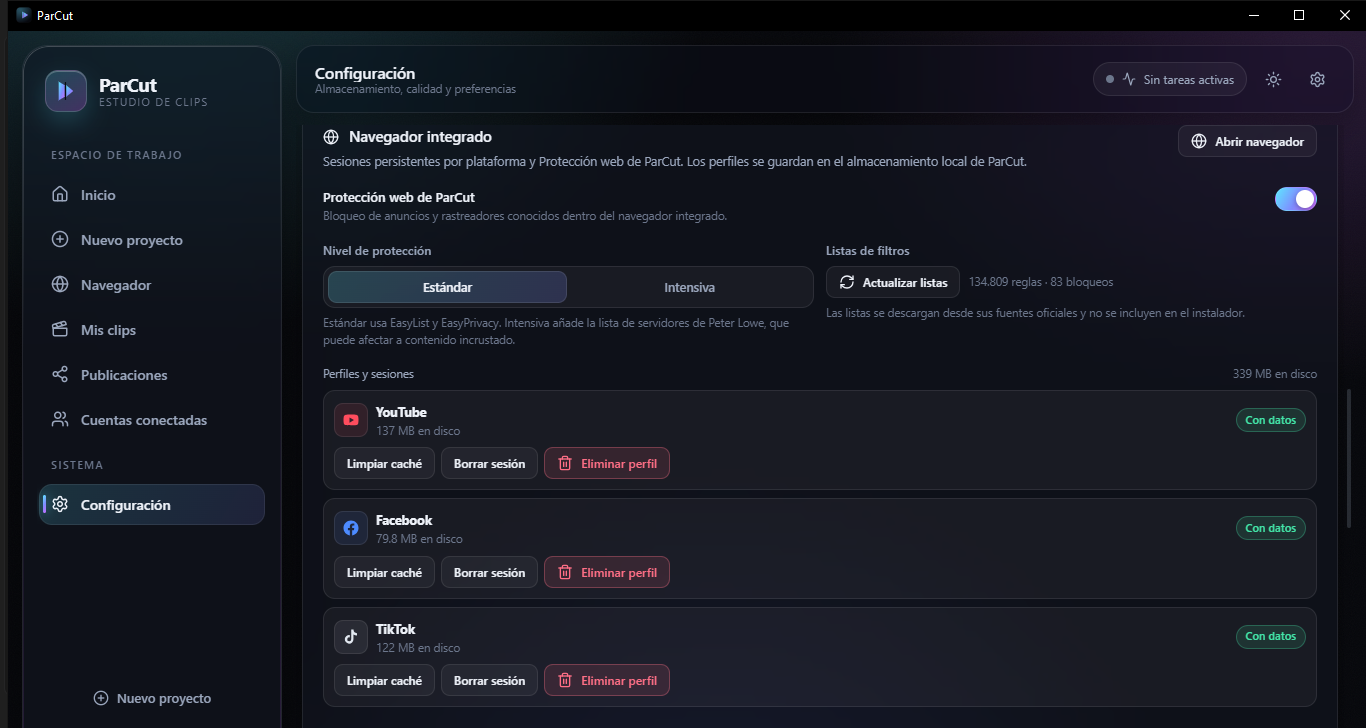 ParCut
ParCut
ESTUDIO DE CLIPS
ESPACIO DE TRABAJO
Inicio
Nuevo proyecto
Navegador
Mis clips
Publicaciones
Cuentas conectadas
SISTEMA
Configuración
Nuevo proyecto
Configuración
Almacenamiento, calidad y preferencias
Sin tareas activas
Navegador integrado
Abrir navegador
Sesiones persistentes por plataforma y Protección web de ParCut. Los perfiles se guardan en el almacenamiento local de ParCut.
Protección web de ParCut
Bloqueo de anuncios y rastreadores conocidos dentro del navegador integrado.
Nivel de protección
Estándar
Intensiva
Estándar usa EasyList y EasyPrivacy. Intensiva añade la lista de servidores de Peter Lowe, que
puede afectar a contenido incrustado.
Listas de filtros
Actualizar listas
134.809 reglas · 83 bloqueos
Las listas se descargan desde sus fuentes oficiales y no se incluyen en el instalador.
Perfiles y sesiones
339 MB en disco
YouTube
137 MB en disco
Con datos
Limpiar caché
Borrar sesión
Eliminar perfil
Facebook
79.8 MB en disco
Con datos
Limpiar caché
Borrar sesión
Eliminar perfil
TikTok
122 MB en disco
Con datos
Limpiar caché
Borrar sesión
Eliminar perfil